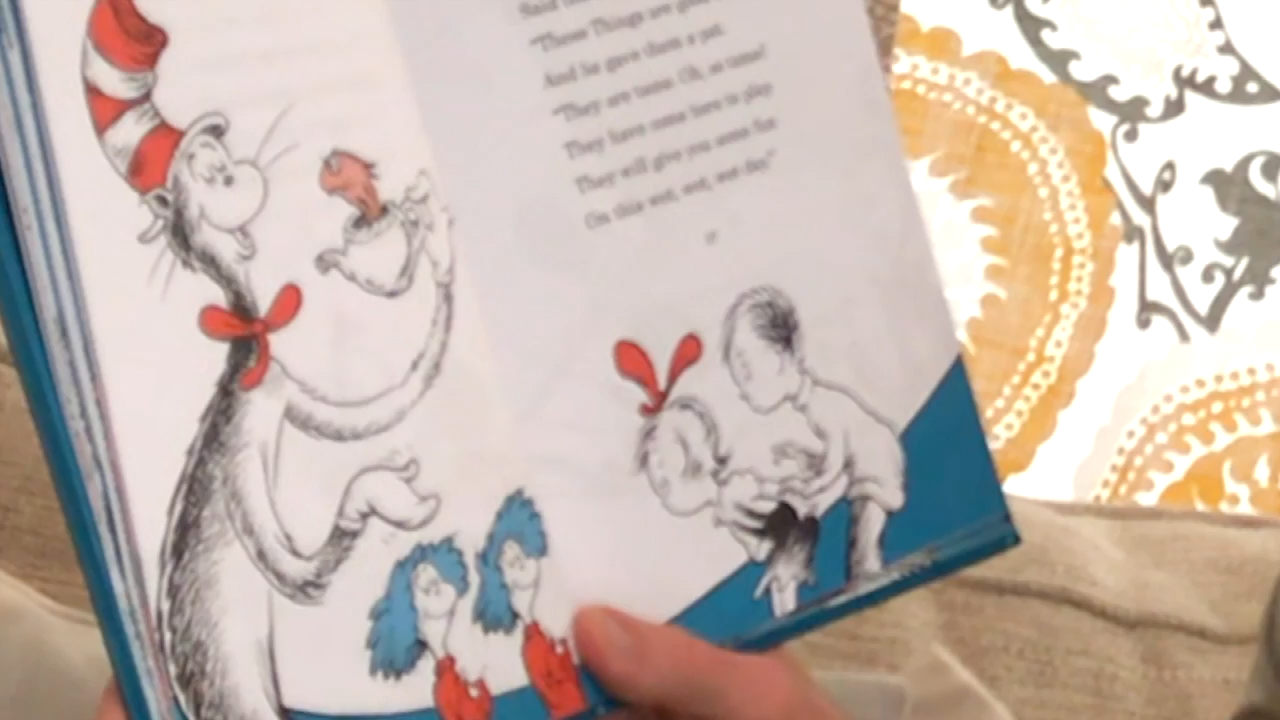 Said
"These Things are good
And he gave them a pat.
"They are tame. Oh, so tame!
They have come here to play.
They will give you some fun
On this wet, wet, wet day."